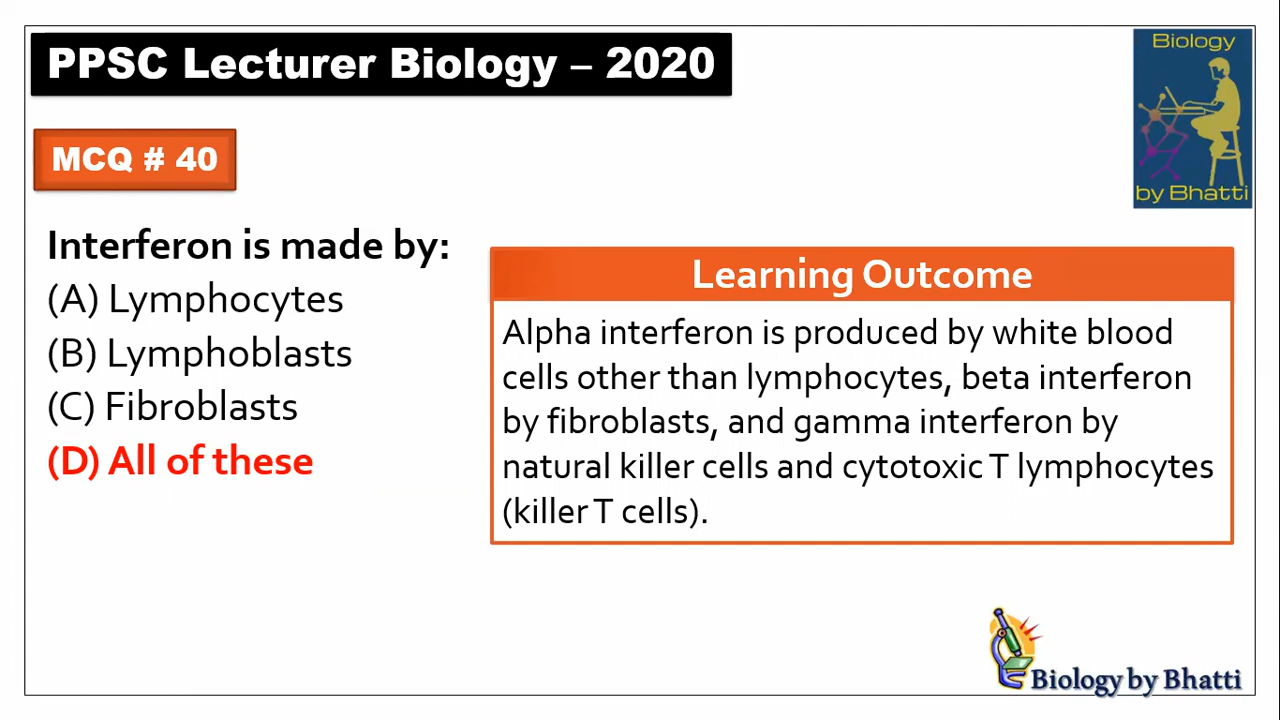 PPSC Lecturer Biology – 2020
Biology
by Bhatti
MCQ # 40
Interferon is made by:
(A) Lymphocytes
(B) Lymphoblasts
(C) Fibroblasts
(D) All of these
Learning Outcome
Alpha interferon is produced by white blood
cells other than lymphocytes, beta interferon
by fibroblasts, and gamma interferon by
natural killer cells and cytotoxic T lymphocytes
(killer T cells).
Biology by Bhatti